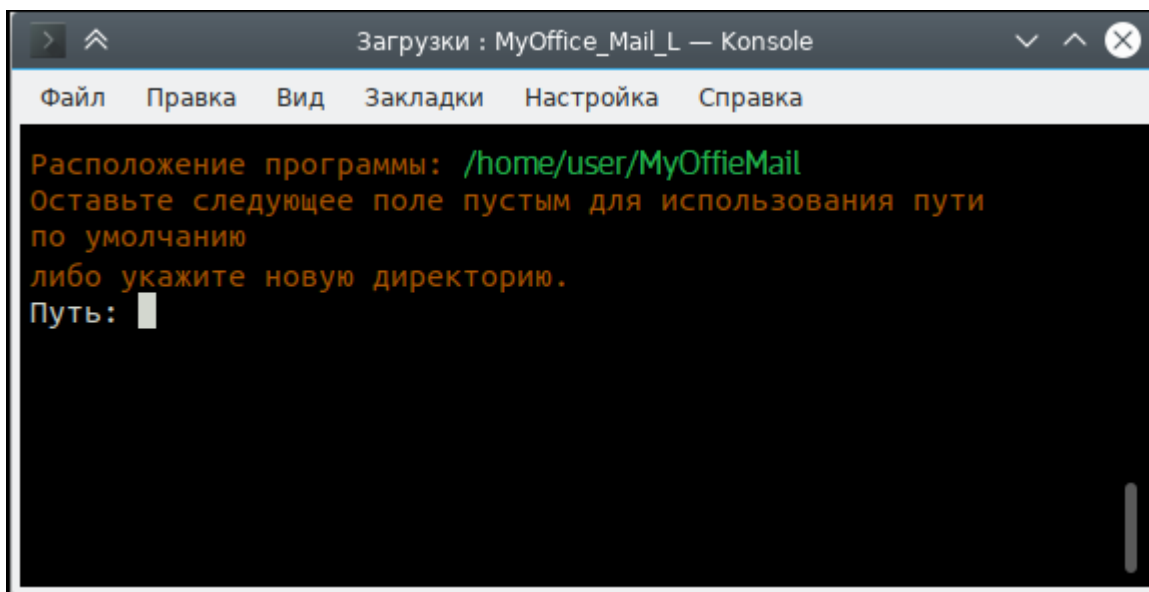 Загрузки : MyOffice_Mail_L — Konsole
Файл Правка Вид Закладки Настройка Справка
Расположение программы: /home/user/MyOffieMail
Оставьте следующее поле пустым для использования пути
по умолчанию
либо укажите новую директорию.
Путь: